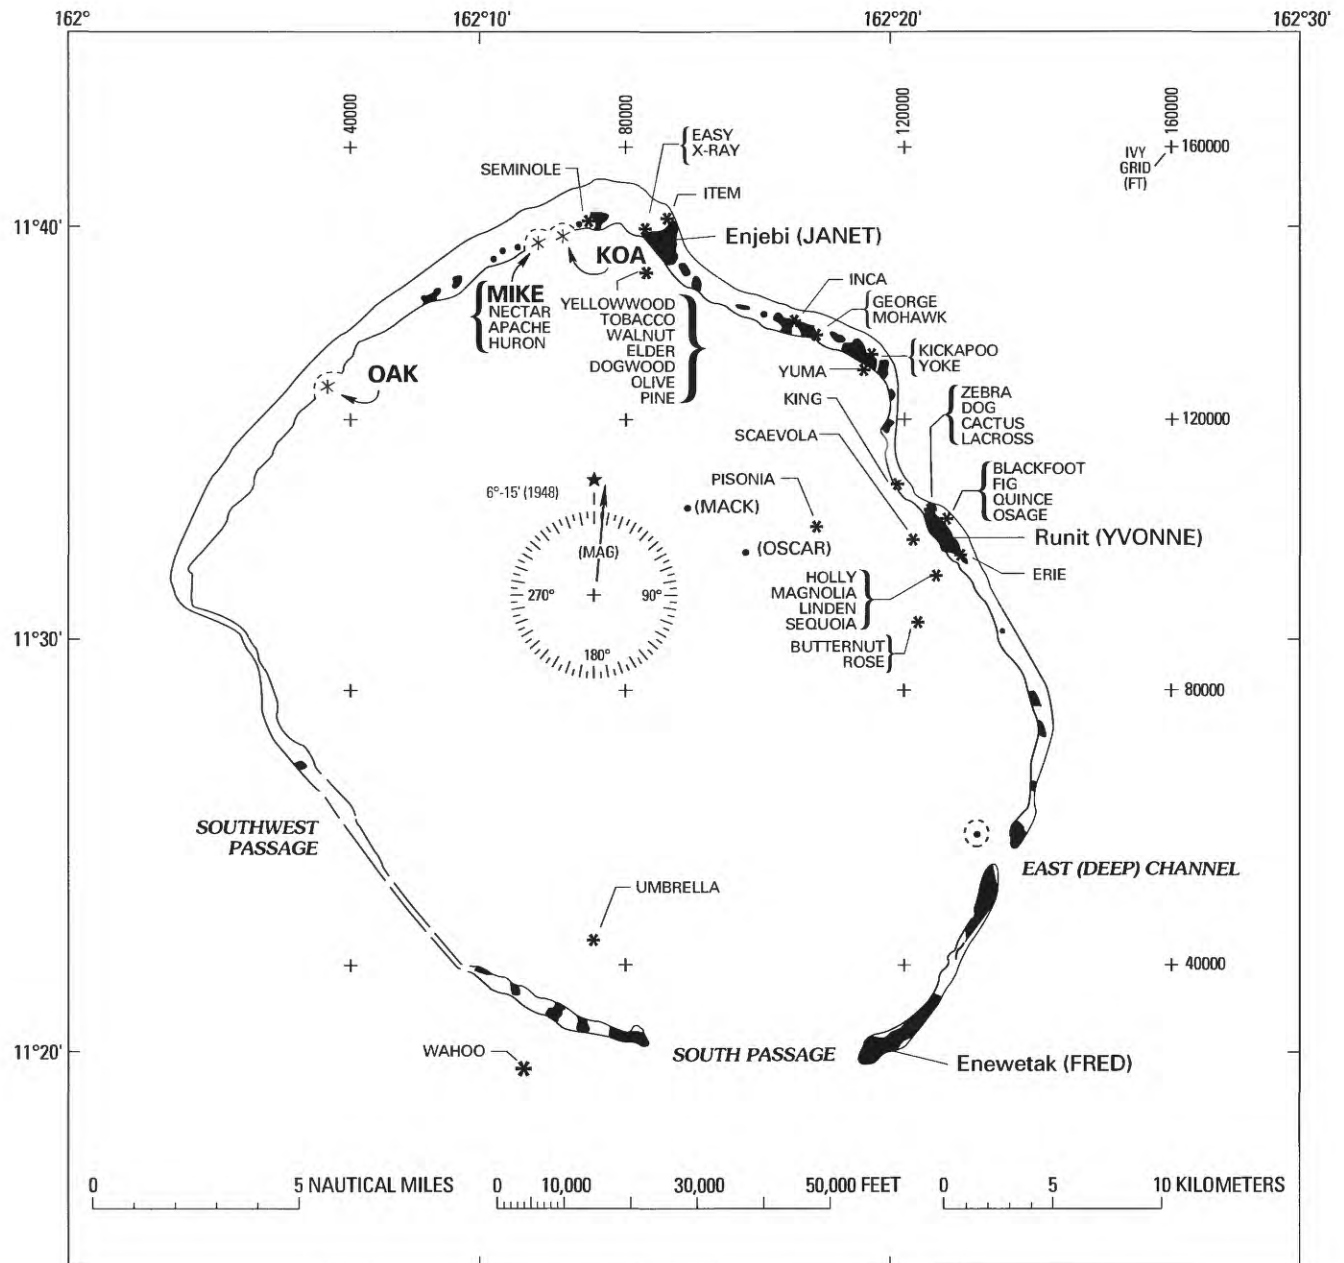 162°
162°10'
162°20'
162°30'
40000
80000
120000
160000
IVY
GRID
(FT)
160000
EASY
X-RAY
SEMINOLE
ITEM
11°40'
Enjebi (JANET)
KOA
INCA
MIKE
NECTAR
APACHE
HURON
YELLOWWOOD
TOBACCO
WALNUT
ELDER
DOGWOOD
OLIVE
PINE
GEORGE
MOHAWK
KICKAPOO
YOKE
YUMA
OAK
KING
ZEBRA
DOG
CACTUS
LACROSS
120000
SCAEVOLA
BLACKFOOT
FIG
QUINCE
OSAGE
PISONIA
6°-15' (1948)
(MACK)
Runit (YVONNE)
(MAG)
(OSCAR)
ERIE
HOLLY
MAGNOLIA
LINDEN
SEQUOIA
270°
90°
180°
11°30'
BUTTERNUT
ROSE
80000
SOUTHWEST
PASSAGE
EAST (DEEP) CHANNEL
UMBRELLA
40000
11°20'
WAHOO
SOUTH PASSAGE
Enewetak (FRED)
0 5 NAUTICAL MILES
0 10,000 30,000 50,000 FEET
0 5 10 KILOMETERS